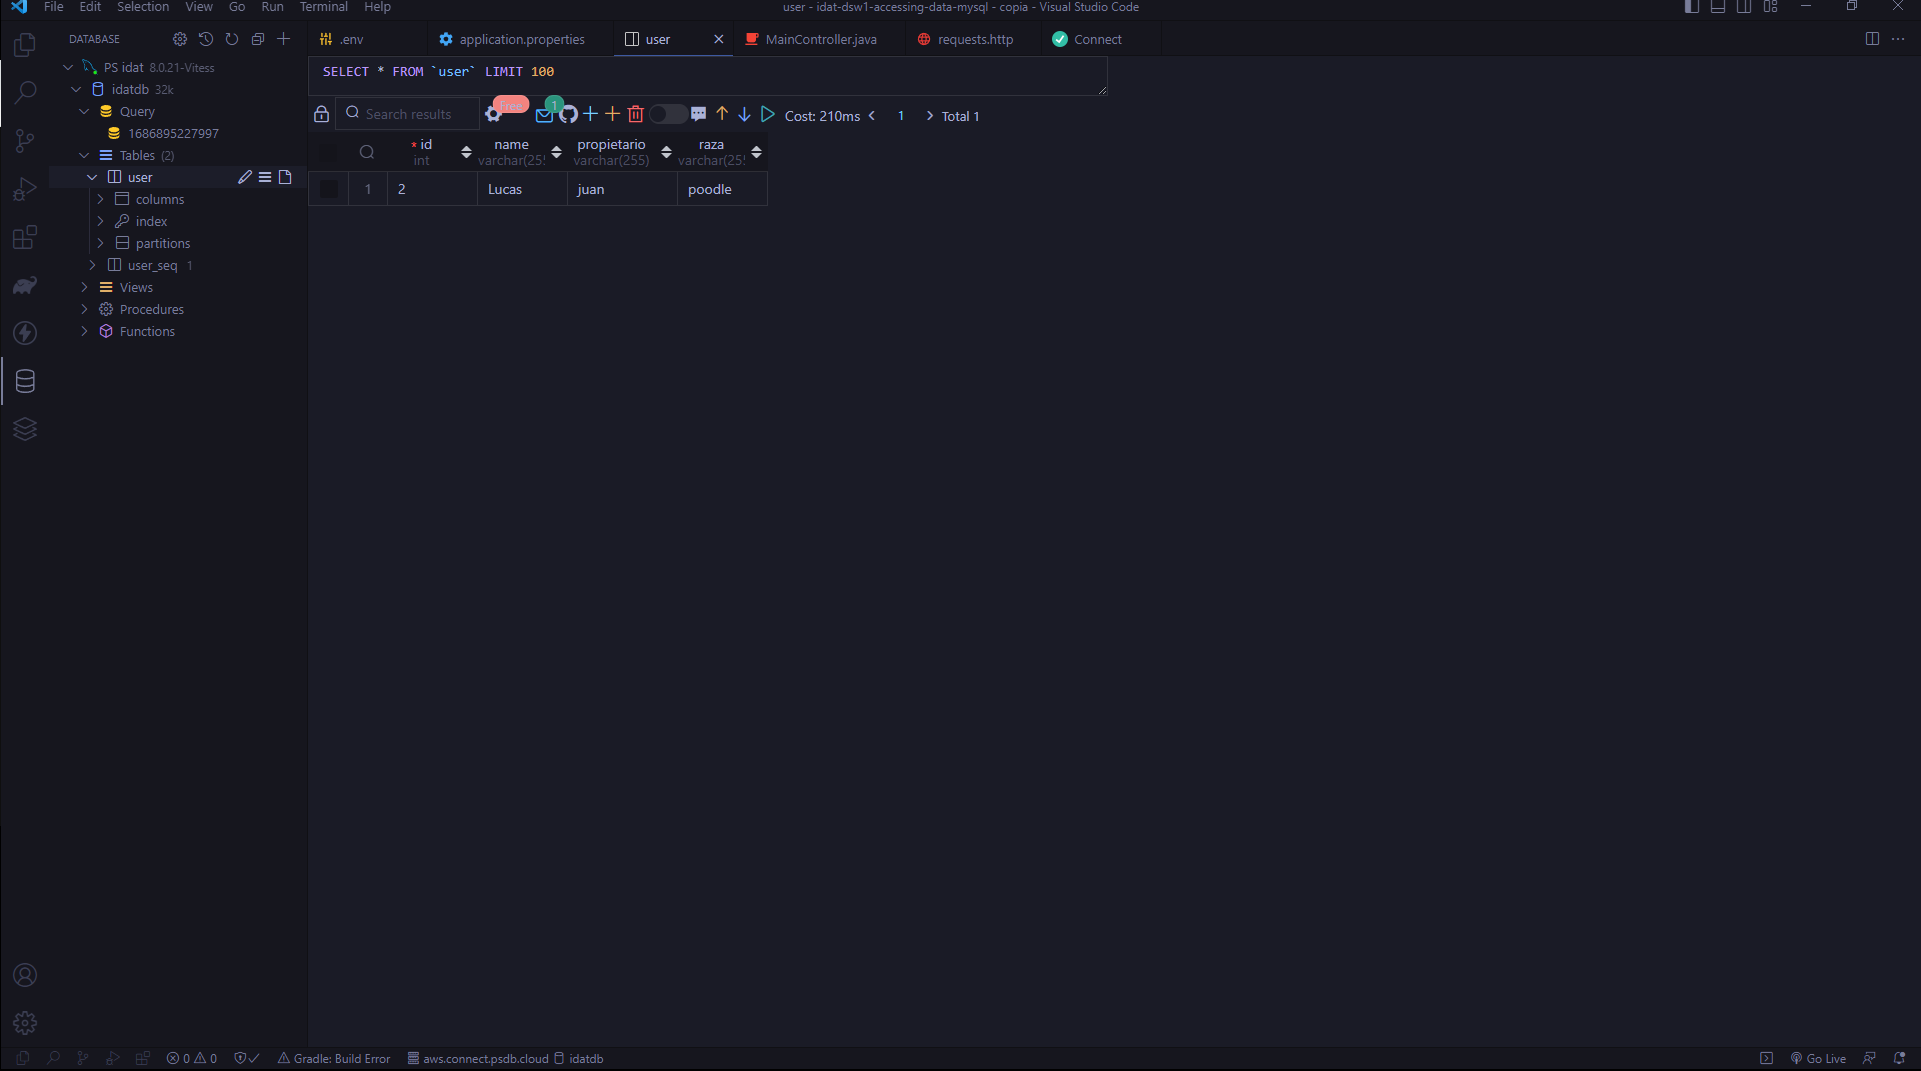 File Edit Selection View Go Run Terminal Help
user - idat-dsw1-accessing-data-mysql - copia - Visual Studio Code
DATABASE
.env
application.properties
user
MainController.java
requests.http
Connect
PS idat 8.0.21-Vitess
idatdb 32k
Query
1686895227997
Tables (2)
user
columns
index
partitions
user_seq 1
Views
Procedures
Functions
SELECT * FROM `user` LIMIT 100
Search results
Free
1
Cost: 210ms
1
Total 1
* id name propietario raza
int varchar(255 varchar(255) varchar(255
1 2 Lucas juan poodle
0 0
Gradle: Build Error
aws.connect.psdb.cloud
idatdb
Go Live